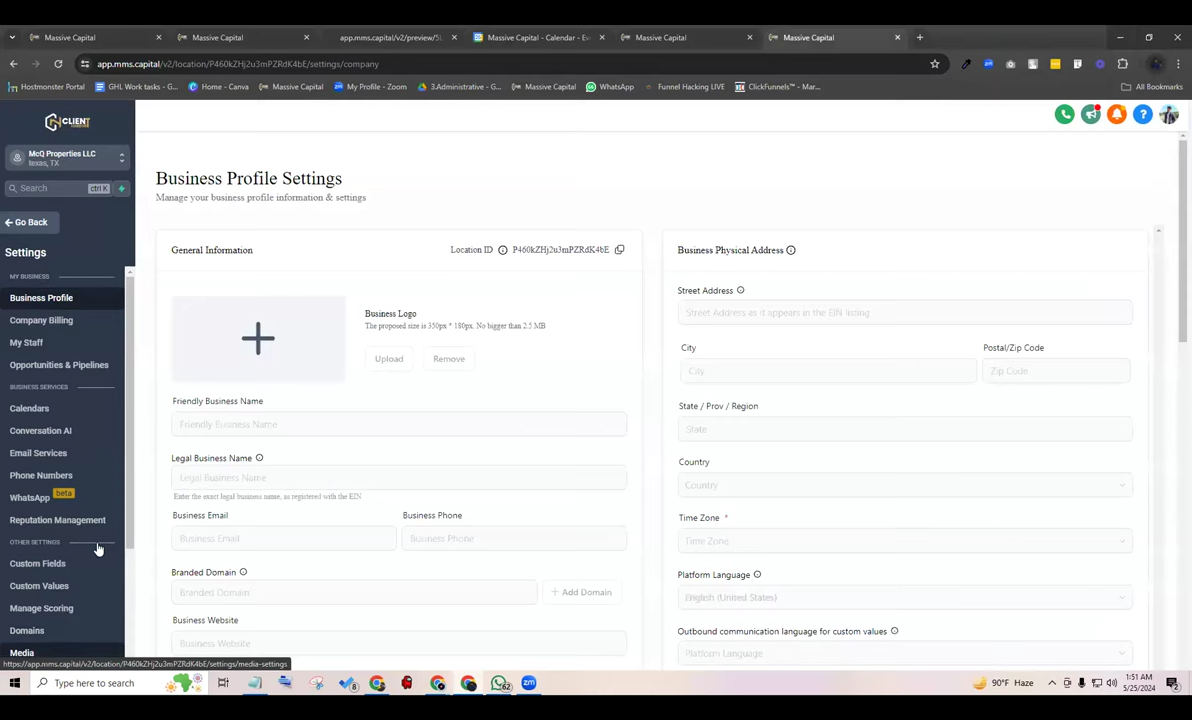 Massive Capital
Massive Capital
app.mms.capital/v2/preview/5L
Massive Capital - Calendar - Ev
Massive Capital
Massive Capital
app.mms.capital/v2/location/P460kZHj2u3mPZRdK4bE/settings/company
Hostmonster Portal
GHL Work tasks - G...
Home - Canva
Massive Capital
My Profile - Zoom
3.Administrative - G...
Massive Capital
WhatsApp
Funnel Hacking LIVE
ClickFunnels™ - Mar...
All Bookmarks
CLIENT
McQ Properties LLC
texas, TX
Search
ctrl K
Go Back
Settings
MY BUSINESS
Business Profile
Company Billing
My Staff
Opportunities & Pipelines
BUSINESS SERVICES
Calendars
Conversation AI
Email Services
Phone Numbers
WhatsApp beta
Reputation Management
OTHER SETTINGS
Custom Fields
Custom Values
Manage Scoring
Domains
Media
Business Profile Settings
Manage your business profile information & settings
General Information
Location ID P460kZHj2u3mPZRdK4bE
Business Logo
The proposed size is 350px * 180px. No bigger than 2.5 MB
Upload
Remove
Friendly Business Name
Friendly Business Name
Legal Business Name
Legal Business Name
Enter the exact legal business name, as registered with the EIN
Business Email
Business Phone
Business Email
Business Phone
Branded Domain
Branded Domain
+ Add Domain
Business Website
Business Website
Business Physical Address
Street Address
Street Address as it appears in the EIN listing
City
Postal/Zip Code
City
Zip Code
State / Prov / Region
State
Country
Country
Time Zone *
Time Zone
Platform Language
English (United States)
Outbound communication language for custom values
Platform Language
https://app.mms.capital/v2/location/P460kZHj2u3mPZRdK4bE/settings/media-settings
Type here to search
8
62
90°F Haze
1:51 AM
5/25/2024
2